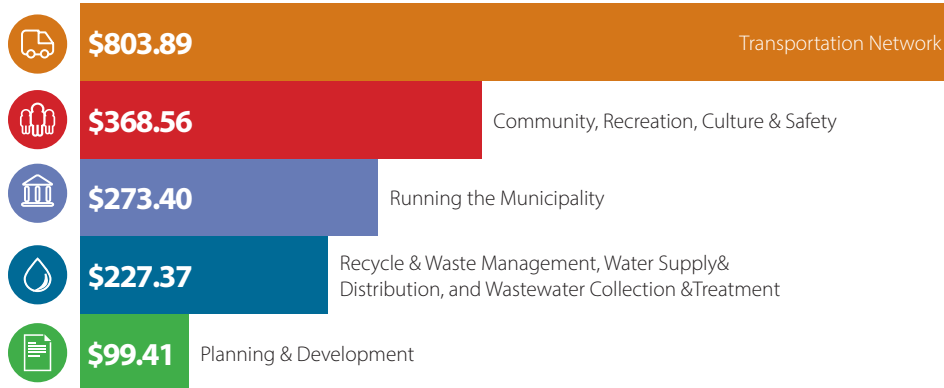 $803.89 Transportation Network
$368.56 Community, Recreation, Culture & Safety
$273.40 Running the Municipality
$227.37 Recycle & Waste Management, Water Supply&
Distribution, and Wastewater Collection &Treatment
$99.41 Planning & Development